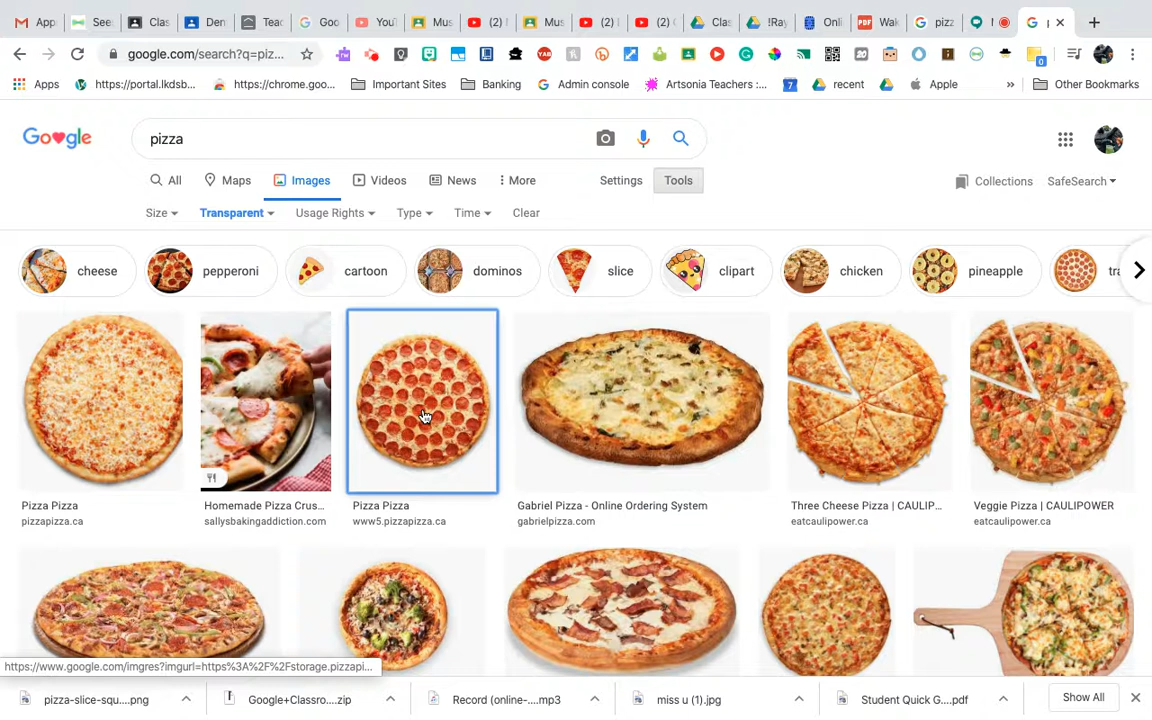 App
See
Clas
Den
Teac
Goo
YouT
Mus
(2) M
Mus
(2)
(2)
Clas
!Ray
Onli
Wak
pizz
google.com/search?q=piz...
Apps
https://portal.lkdsb...
https://chrome.goo...
Important Sites
Banking
Admin console
Artsonia Teachers :...
7
recent
Apple
»
Other Bookmarks
Google
pizza
All
Maps
Images
Videos
News
More
Settings
Tools
Collections
SafeSearch
Size
Transparent
Usage Rights
Type
Time
Clear
cheese
pepperoni
cartoon
dominos
slice
clipart
chicken
pineapple
Pizza Pizza
pizzapizza.ca
Homemade Pizza Crus...
sallysbakingaddiction.com
Pizza Pizza
www5.pizzapizza.ca
Gabriel Pizza - Online Ordering System
gabrielpizza.com
Three Cheese Pizza | CAULIP...
eatcaulipower.ca
Veggie Pizza | CAULIPOWER
eatcaulipower.ca
https://www.google.com/imgres?imgurl=https%3A%2F%2Fstorage.pizzapi...
pizza-slice-squ....png
Google+Classro....zip
Record (online-....mp3
miss u (1).jpg
Student Quick G....pdf
Show All